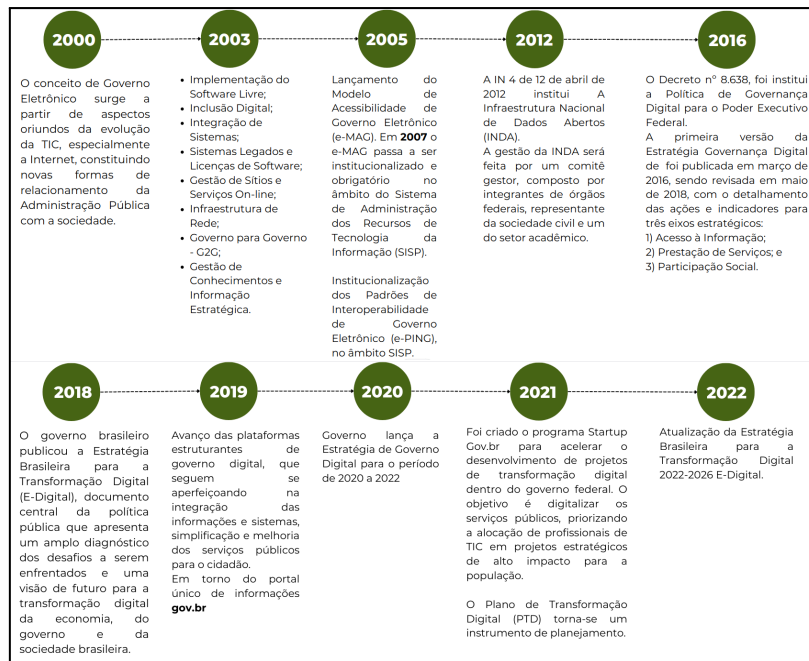 2000
O conceito de Governo
Eletrônico surge a
partir de aspectos
oriundos da evolução
da TIC, especialmente
a Internet, constituindo
novas formas de
relacionamento da
Administração Pública
com a sociedade.
2003
• Implementação do
Software Livre;
• Inclusão Digital;
• Integração de
Sistemas;
• Sistemas Legados e
Licenças de Software;
• Gestão de Sítios e
Serviços On-line;
• Infraestrutura de
Rede;
• Governo para Governo
- G2G;
• Gestão de
Conhecimentos e
Informação
Estratégica.
2005
Lançamento do
Modelo de
Acessibilidade de
Governo Eletrônico
(e-MAG). Em 2007 o
e-MAG passa a ser
institucionalizado e
obrigatório no
âmbito do Sistema
de Administração
dos Recursos de
Tecnologia da
Informação (SISP).
Institucionalização
dos Padrões de
Interoperabilidade
de Governo
Eletrônico (e-PING),
no âmbito SISP.
2012
A IN 4 de 12 de abril de
2012 institui A
Infraestrutura Nacional
de Dados Abertos
(INDA).
A gestão da INDA será
feita por um comitê
gestor, composto por
integrantes de órgãos
federais, representante
da sociedade civil e um
do setor acadêmico.
2016
O Decreto nº 8.638, foi institui
a Política de Governança
Digital para o Poder Executivo
Federal.
A primeira versão da
Estratégia Governança Digital
de foi publicada em março de
2016, sendo revisada em maio
de 2018, com o detalhamento
das ações e indicadores para
três eixos estratégicos:
1) Acesso à Informação;
2) Prestação de Serviços; e
3) Participação Social.
2018
O governo brasileiro
publicou a Estratégia
Brasileira para a
Transformação Digital
(E-Digital), documento
central da política
pública que apresenta
um amplo diagnóstico
dos desafios a serem
enfrentados e uma
visão de futuro para a
transformação digital
da economia, do
governo e da
sociedade brasileira.
2019
Avanço das plataformas
estruturantes de
governo digital, que
seguem se
aperfeiçoando na
integração das
informações e sistemas,
simplificação e melhoria
dos serviços públicos
para o cidadão.
Em torno do portal
único de informações
gov.br
2020
Governo lança a
Estratégia de Governo
Digital para o período
de 2020 a 2022
2021
Foi criado o programa Startup
Gov.br para acelerar o
desenvolvimento de projetos
de transformação digital
dentro do governo federal. O
objetivo é digitalizar os
serviços públicos, priorizando
a alocação de profissionais de
TIC em projetos estratégicos
de alto impacto para a
população.
O Plano de Transformação
Digital (PTD) torna-se um
instrumento de planejamento.
2022
Atualização da Estratégia
Brasileira para a
Transformação Digital
2022-2026 E-Digital.